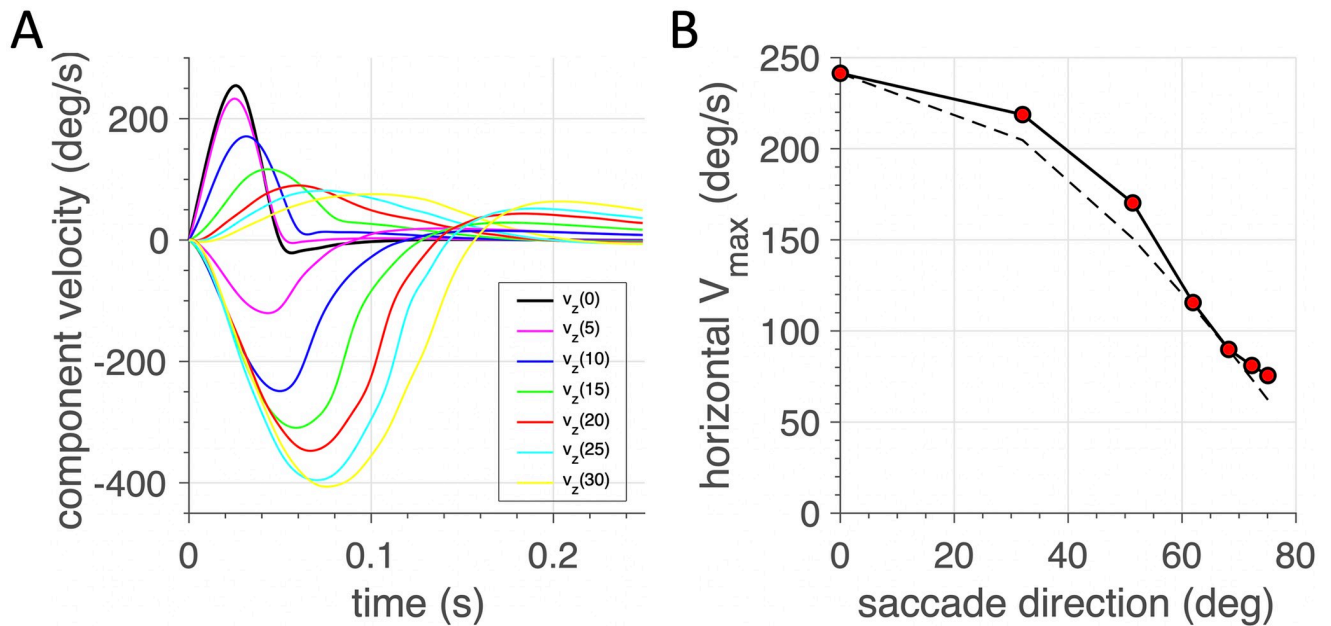 A
component velocity (deg/s)
200
0
-200
-400
0
0.1
0.2
time (s)
v_z(0)
v_z(5)
v_z(10)
v_z(15)
v_z(20)
v_z(25)
v_z(30)
B
horizontal V_max (deg/s)
250
200
150
100
50
0
0
20
40
60
80
saccade direction (deg)